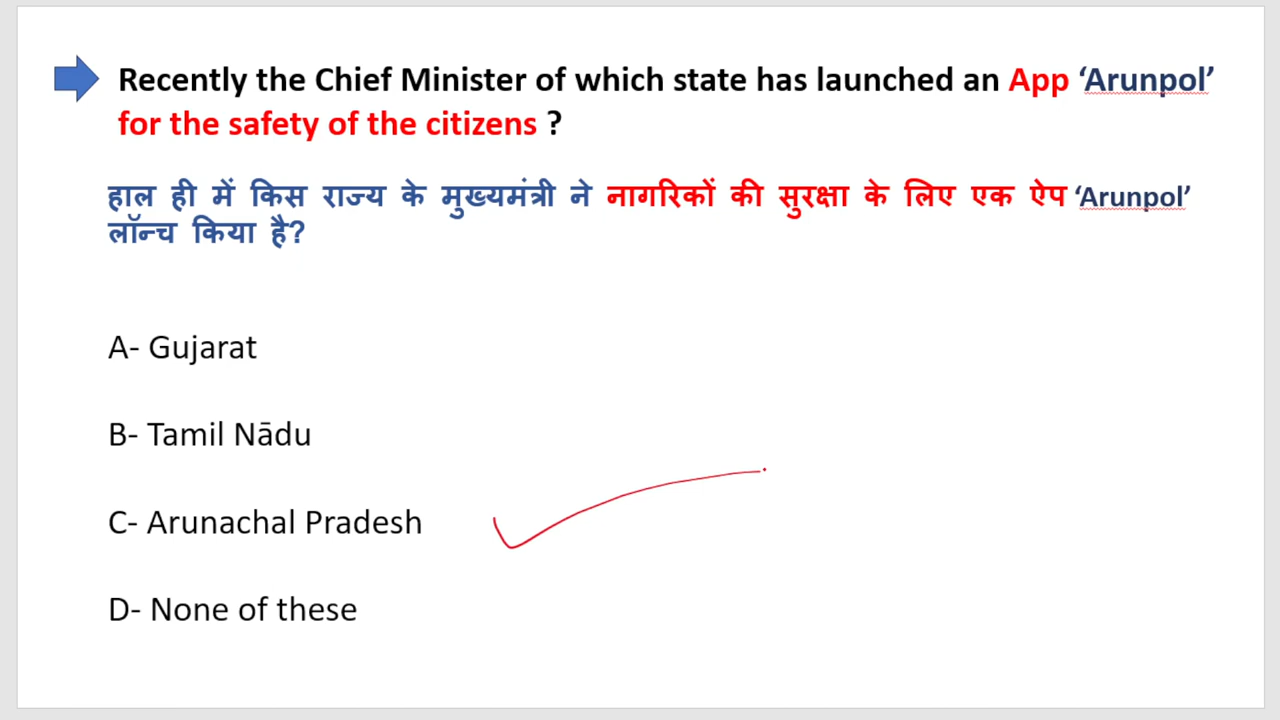 Recently the Chief Minister of which state has launched an App ‘Arunpol’
for the safety of the citizens ?
हाल ही में किस राज्य के मुख्यमंत्री ने नागरिकों की सुरक्षा के लिए एक ऐप ‘Arunpol’
लॉन्च किया है?
A- Gujarat
B- Tamil Nādu
C- Arunachal Pradesh
D- None of these